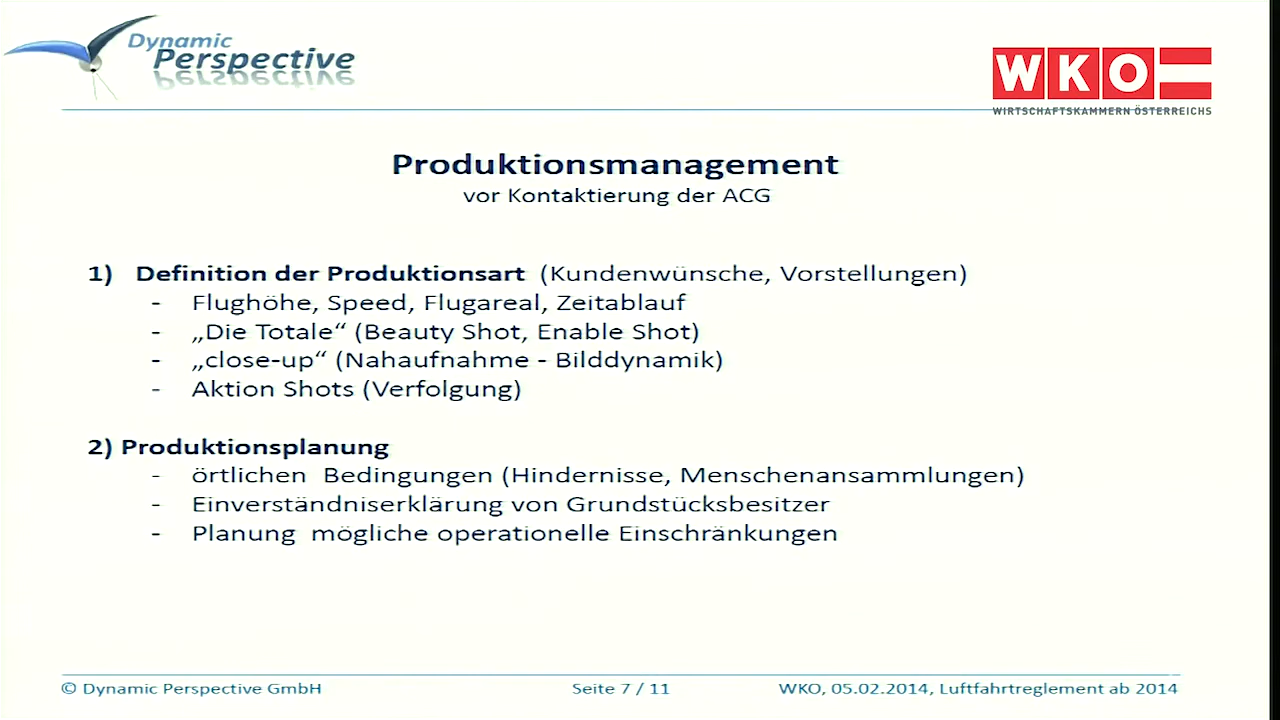 Dynamic
Perspective
WKO
WIRTSCHAFTSKAMMERN ÖSTERREICHS
Produktionsmanagement
vor Kontaktierung der ACG
1) Definition der Produktionsart (Kundenwünsche, Vorstellungen)
- Flughöhe, Speed, Flugareal, Zeitablauf
- „Die Totale“ (Beauty Shot, Enable Shot)
- „close-up“ (Nahaufnahme - Bilddynamik)
- Aktion Shots (Verfolgung)
2) Produktionsplanung
- örtlichen Bedingungen (Hindernisse, Menschenansammlungen)
- Einverständniserklärung von Grundstücksbesitzer
- Planung mögliche operationelle Einschränkungen
© Dynamic Perspective GmbH Seite 7 / 11 WKO, 05.02.2014, Luftfahrtreglement ab 2014